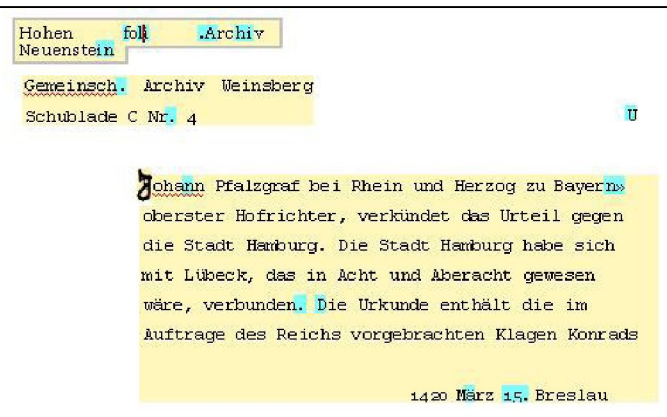 Hohen foli .Archiv
Neuenstein
Gemeinsch. Archiv Weinsberg
Schublade C Nr. 4
U
Johann Pfalzgraf bei Rhein und Herzog zu Bayern»
oberster Hofrichter, verkündet das Urteil gegen
die Stadt Hamburg. Die Stadt Hamburg habe sich
mit Lübeck, das in Acht und Aberacht gewesen
wäre, verbunden. Die Urkunde enthält die im
Auftrage des Reichs vorgebrachten Klagen Konrads
1420 März 15. Breslau